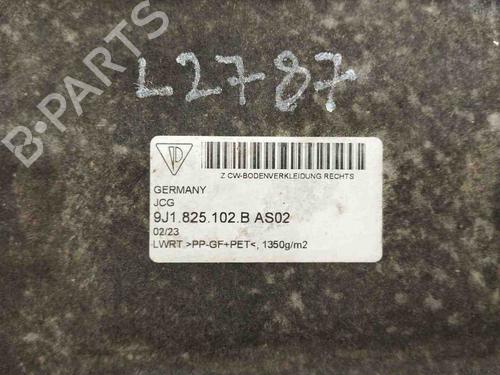 B-PARTS
L2787
Z CW-BODENVERKLEIDUNG RECHTS
GERMANY
JCG
9J1.825.102.B AS02
02/23
LWRT >PP-GF+PET<, 1350g/m2